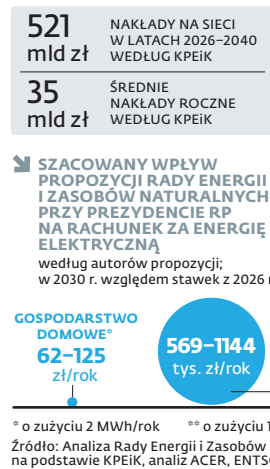 521
mld zł
NAKŁADY NA SIECI
W LATACH 2026–2040
WEDŁUG KPEiK
35
mld zł
ŚREDNIE
NAKŁADY ROCZNE
WEDŁUG KPEiK
SZACOWANY WPŁYW
PROPOZYCJI RADY ENERGII
I ZASOBÓW NATURALNYCH
PRZY PREZYDENCIE RP
NA RACHUNEK ZA ENERGIĘ
ELEKTRYCZNĄ
według autorów propozycji;
w 2030 r. względem stawek z 2026 r
GOSPODARSTWO
DOMOWE*
62–125
zł/rok
569–1144
tys. zł/rok
* o zużyciu 2 MWh/rok
** o zużyciu 1
Źródło: Analiza Rady Energii i Zasobów
na podstawie KPEiK, analiz ACER, ENTSO